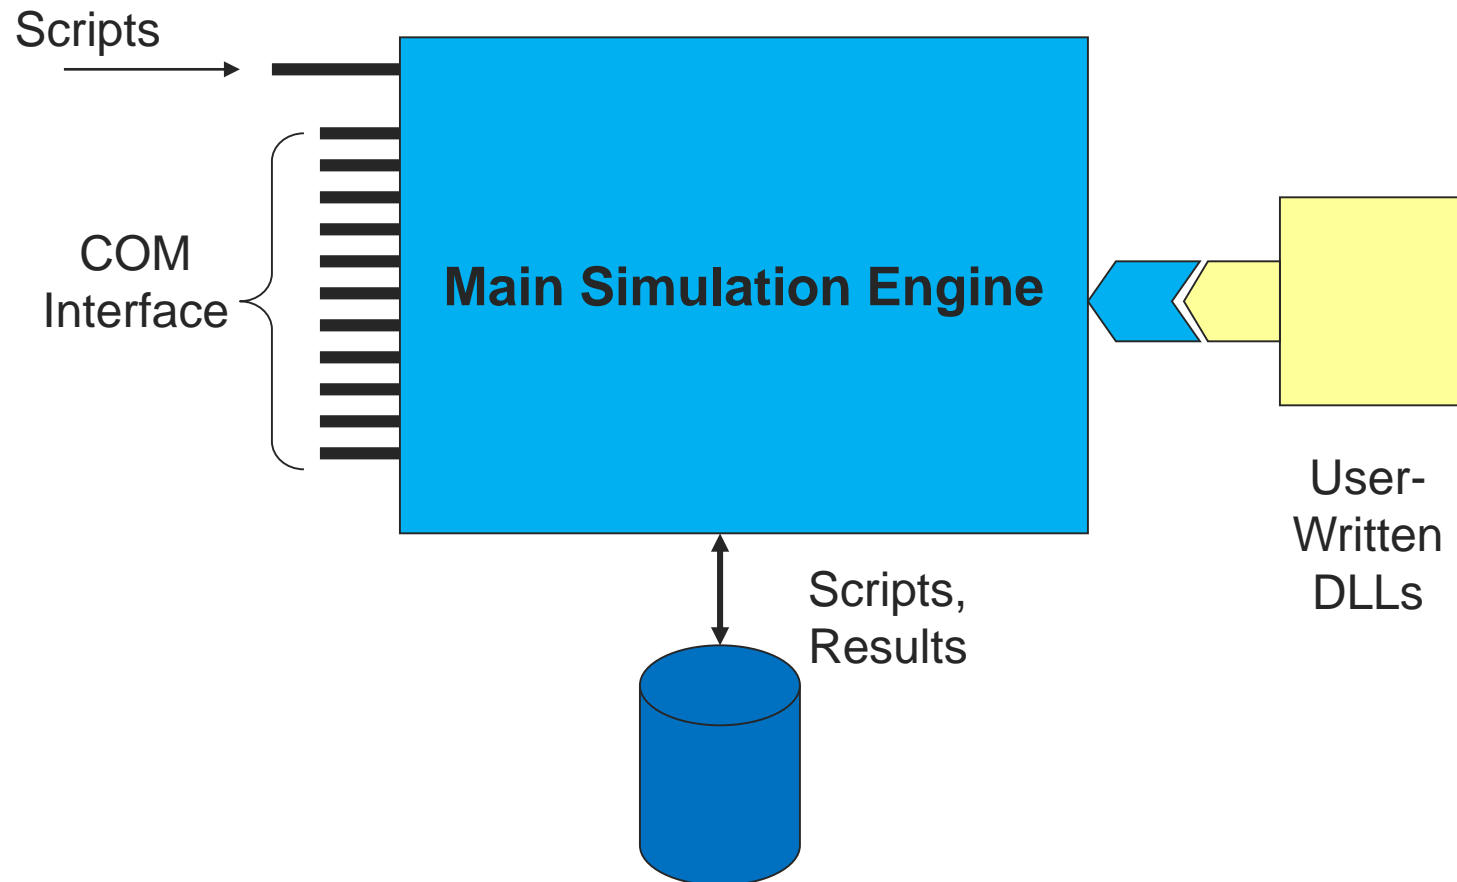 Scripts
COM
Interface
Main Simulation Engine
User-
Written
DLLs
Scripts,
Results